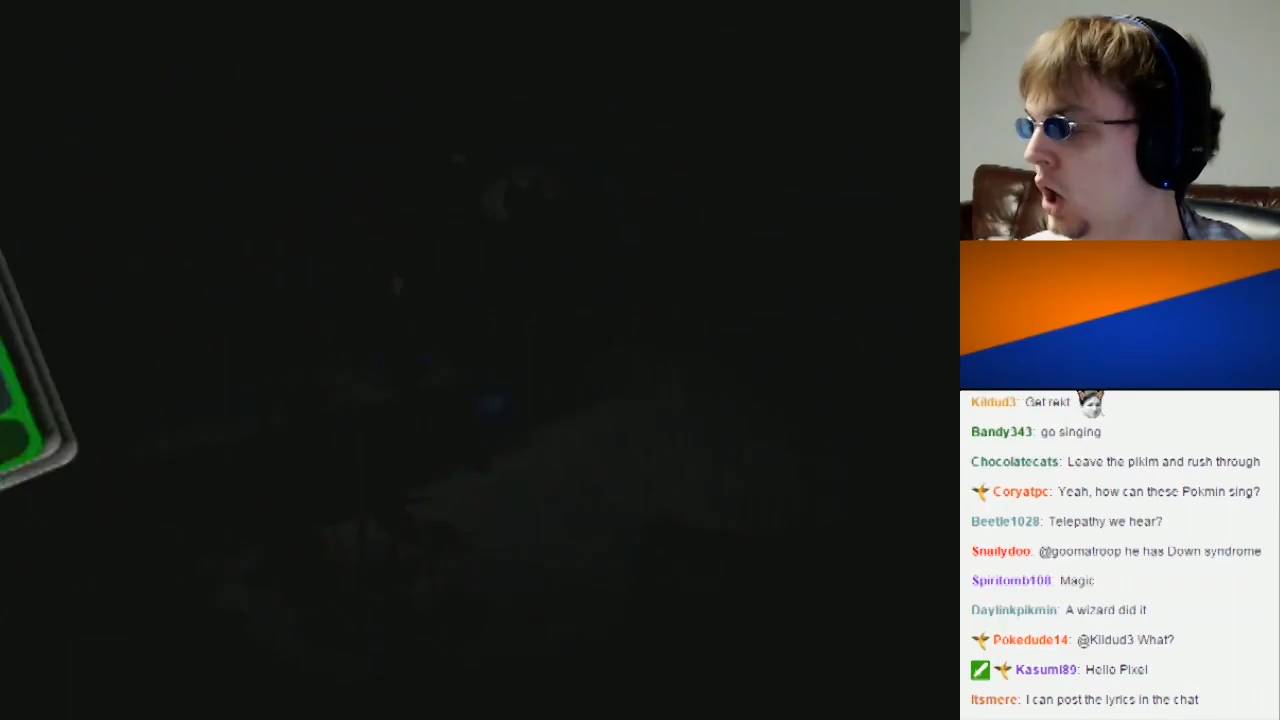 Kildud3: Get rekt
Bandy343: go singing
Chocolatecats: Leave the pikim and rush through
Coryatpc: Yeah, how can these Pokmin sing?
Beetle1028: Telepathy we hear?
Snailydoo: @goomatroop he has Down syndrome
Spiritomb108: Magic
Daylinkpikmin: A wizard did it
Pokedude14: @Kildud3 What?
Kasumi89: Hello Pixel
Itsmere: I can post the lyrics in the chat